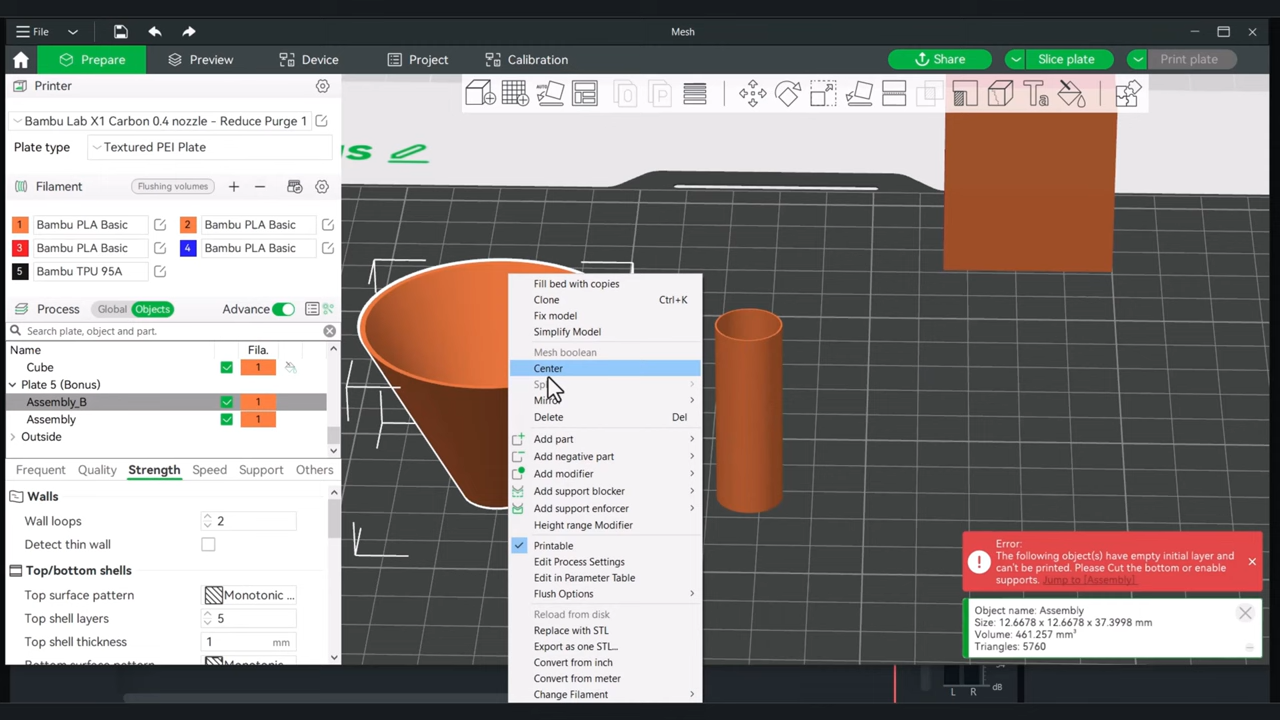 File
Mesh
Prepare
Preview
Device
Project
Calibration
Share
Slice plate
Print plate
Printer
Bambu Lab X1 Carbon 0.4 nozzle - Reduce Purge 1
Plate type
Textured PEI Plate
Filament
Flushing volumes
1 Bambu PLA Basic
2 Bambu PLA Basic
3 Bambu PLA Basic
4 Bambu PLA Basic
5 Bambu TPU 95A
Process
Global
Objects
Advance
Search plate, object and part.
Name
Fila.
Cube
1
Plate 5 (Bonus)
Assembly_B
1
Assembly
1
Outside
Frequent
Quality
Strength
Speed
Support
Others
Walls
Wall loops
2
Detect thin wall
Top/bottom shells
Top surface pattern
Monotonic ...
Top shell layers
5
Top shell thickness
1
mm
Fill bed with copies
Clone
Ctrl+K
Fix model
Simplify Model
Mesh boolean
Center
Delete
Del
Add part
Add negative part
Add modifier
Add support blocker
Add support enforcer
Height range Modifier
Printable
Edit Process Settings
Edit in Parameter Table
Flush Options
Reload from disk
Replace with STL
Export as one STL...
Convert from inch
Convert from meter
Change Filament
Error:
The following object(s) have empty initial layer and
can't be printed. Please Cut the bottom or enable
supports. Jump to [Assembly]
Object name: Assembly
Size: 12.6678 x 12.6678 x 37.3998 mm
Volume: 461.257 mm³
Triangles: 5760
L R
dB